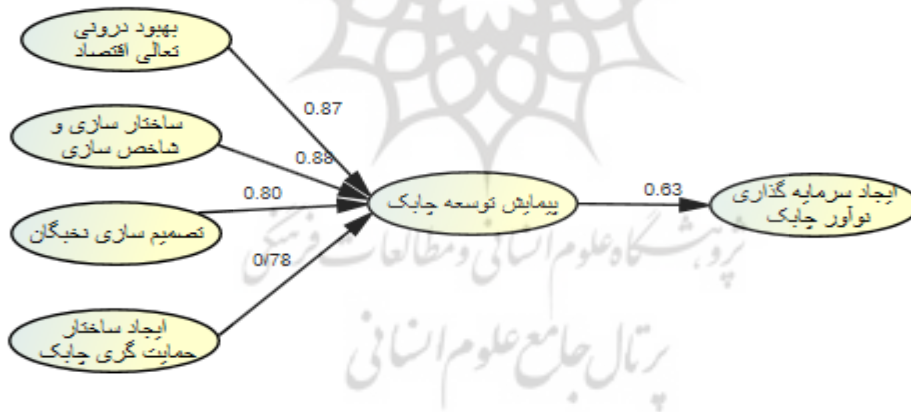 بهبود درونی
تعالی اقتصاد
0.87
ساختار سازی و
شاخص سازی
0.88
تصمیم سازی نخبگان
0.80
ایجاد ساختار
حمایت گری چابک
0/78
پیمایش توسعه چابک
0.63
ایجاد سرمایه گذاری
نوآور چابک
پژوهشگاه علوم انسانی و مطالعات فرهنگی
پرتال جامع علوم انسانی